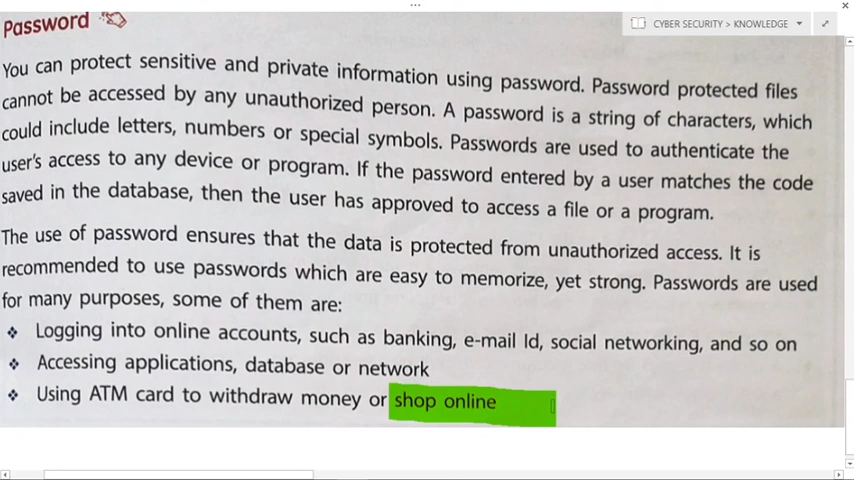 ...
Password
CYBER SECURITY > KNOWLEDGE
You can protect sensitive and private information using password. Password protected files
cannot be accessed by any unauthorized person. A password is a string of characters, which
could include letters, numbers or special symbols. Passwords are used to authenticate the
user's access to any device or program. If the password entered by a user matches the code
saved in the database, then the user has approved to access a file or a program.
The use of password ensures that the data is protected from unauthorized access. It is
recommended to use passwords which are easy to memorize, yet strong. Passwords are used
for many purposes, some of them are:
❖ Logging into online accounts, such as banking, e-mail Id, social networking, and so on
❖ Accessing applications, database or network
❖ Using ATM card to withdraw money or shop online